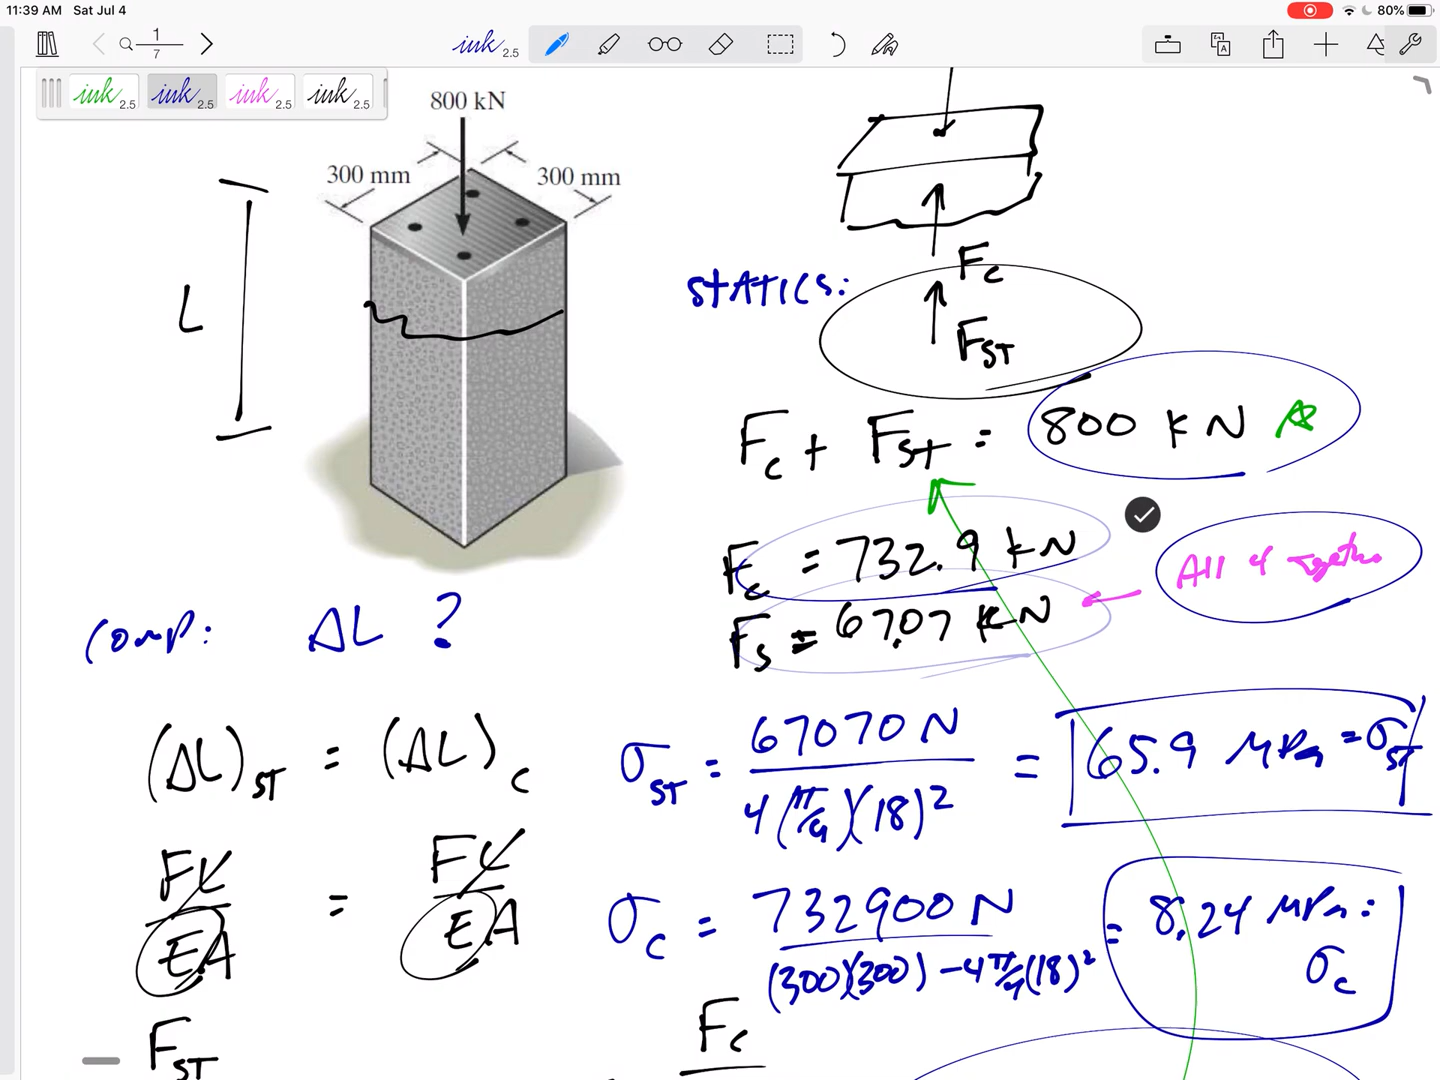 11:39 AM Sat Jul 4
80%
1
7
ink 2.5
ink 2.5 ink 2.5 ink 2.5 ink 2.5
800 kN
300 mm 300 mm
L
Fc
STATICS:
FST
Fc + FST = 800 kN
Fc = 732.9 kN
All 4 Together
Fs = 67.07 kN
Comp: ΔL ?
(ΔL)ST = (ΔL)c
σST = 67070 N / 4(π/4)(18)² = 65.9 MPa = σST
FL/EA = FL/EA
σc = 732900 N / (300)(300) - 4 π/4 (18)² = 8.24 MPa = σc
FST
Fc